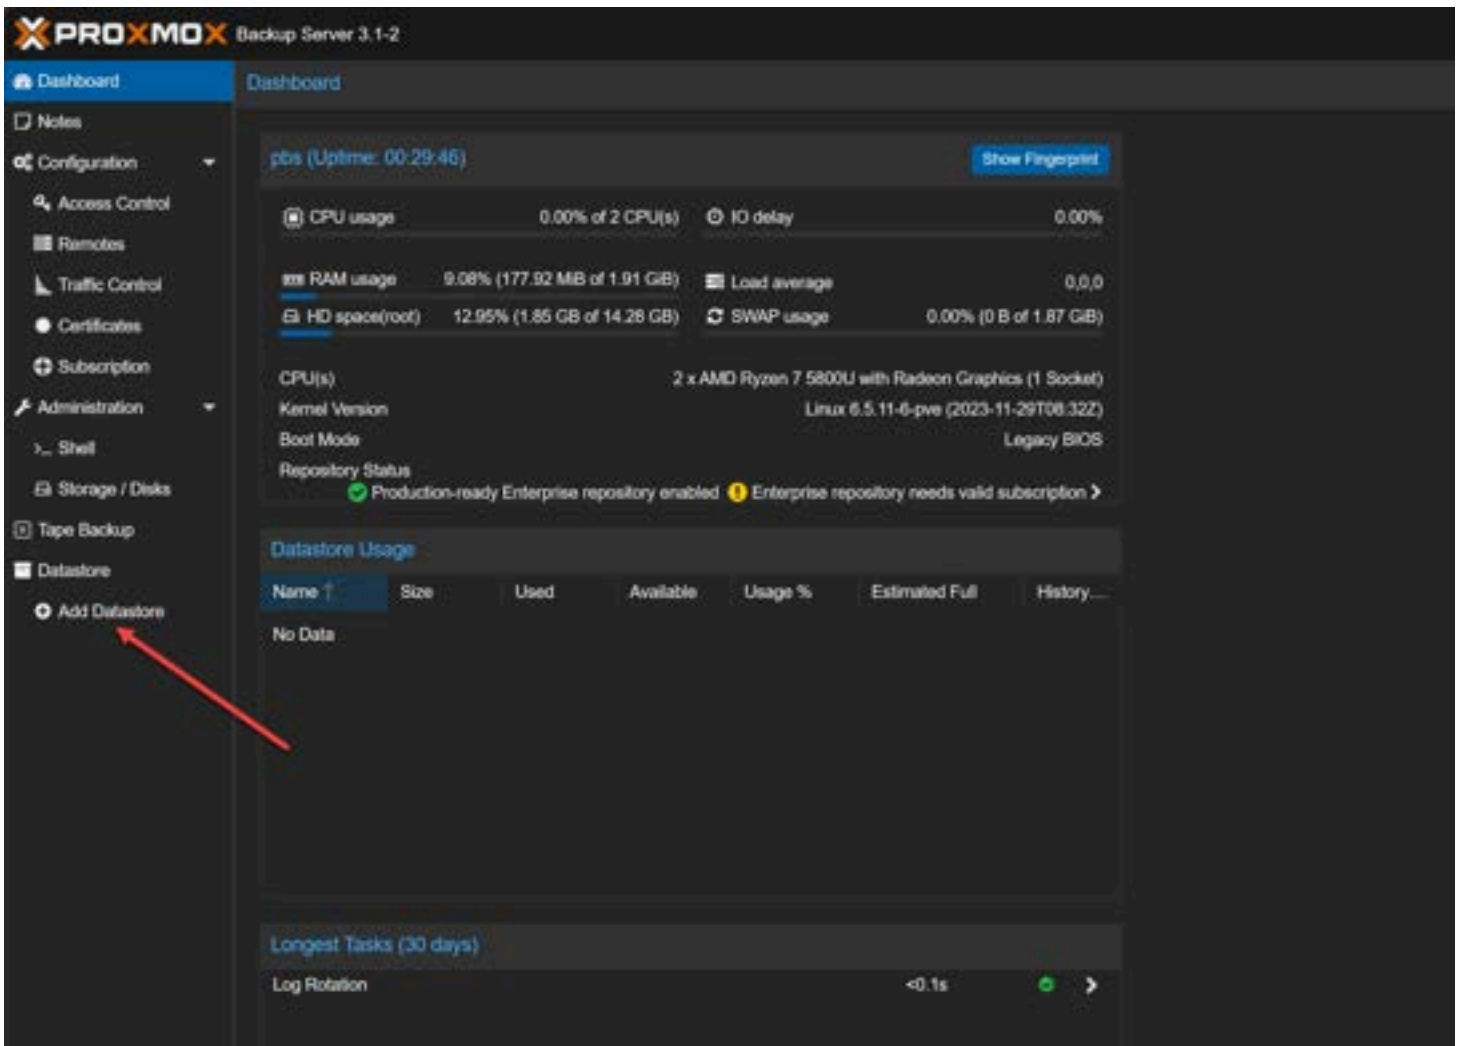 PROXMOX Backup Server 3.1-2
Dashboard
Dashboard
Notes
Configuration
Access Control
Remotes
Traffic Control
Certificates
Subscription
Administration
>_ Shell
Storage / Disks
Tape Backup
Datastore
Add Datastore
pbs (Uptime: 00:29:46)
Show Fingerprint
CPU usage 0.00% of 2 CPU(s)
IO delay 0.00%
RAM usage 9.08% (177.92 MiB of 1.91 GiB)
Load average 0,0,0
HD space(root) 12.95% (1.85 GB of 14.28 GB)
SWAP usage 0.00% (0 B of 1.87 GiB)
CPU(s) 2 x AMD Ryzen 7 5800U with Radeon Graphics (1 Socket)
Kernel Version Linux 6.5.11-6-pve (2023-11-29T08:32Z)
Boot Mode Legacy BIOS
Repository Status
Production-ready Enterprise repository enabled Enterprise repository needs valid subscription
Datastore Usage
Name Size Used Available Usage % Estimated Full History...
No Data
Longest Tasks (30 days)
Log Rotation <0.1s